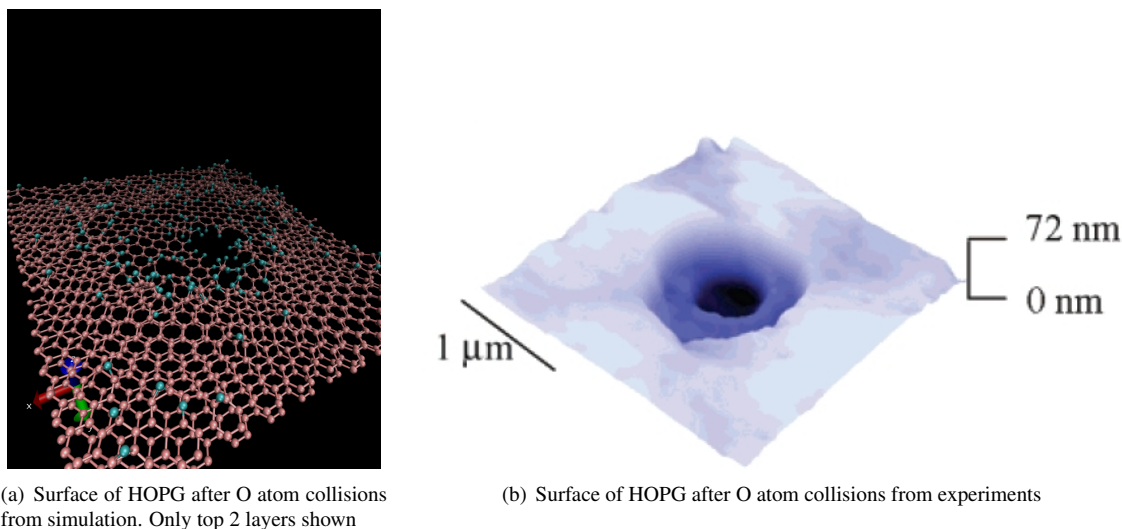 x
72 nm
0 nm
1 µm
(a) Surface of HOPG after O atom collisions
from simulation. Only top 2 layers shown
(b) Surface of HOPG after O atom collisions from experiments